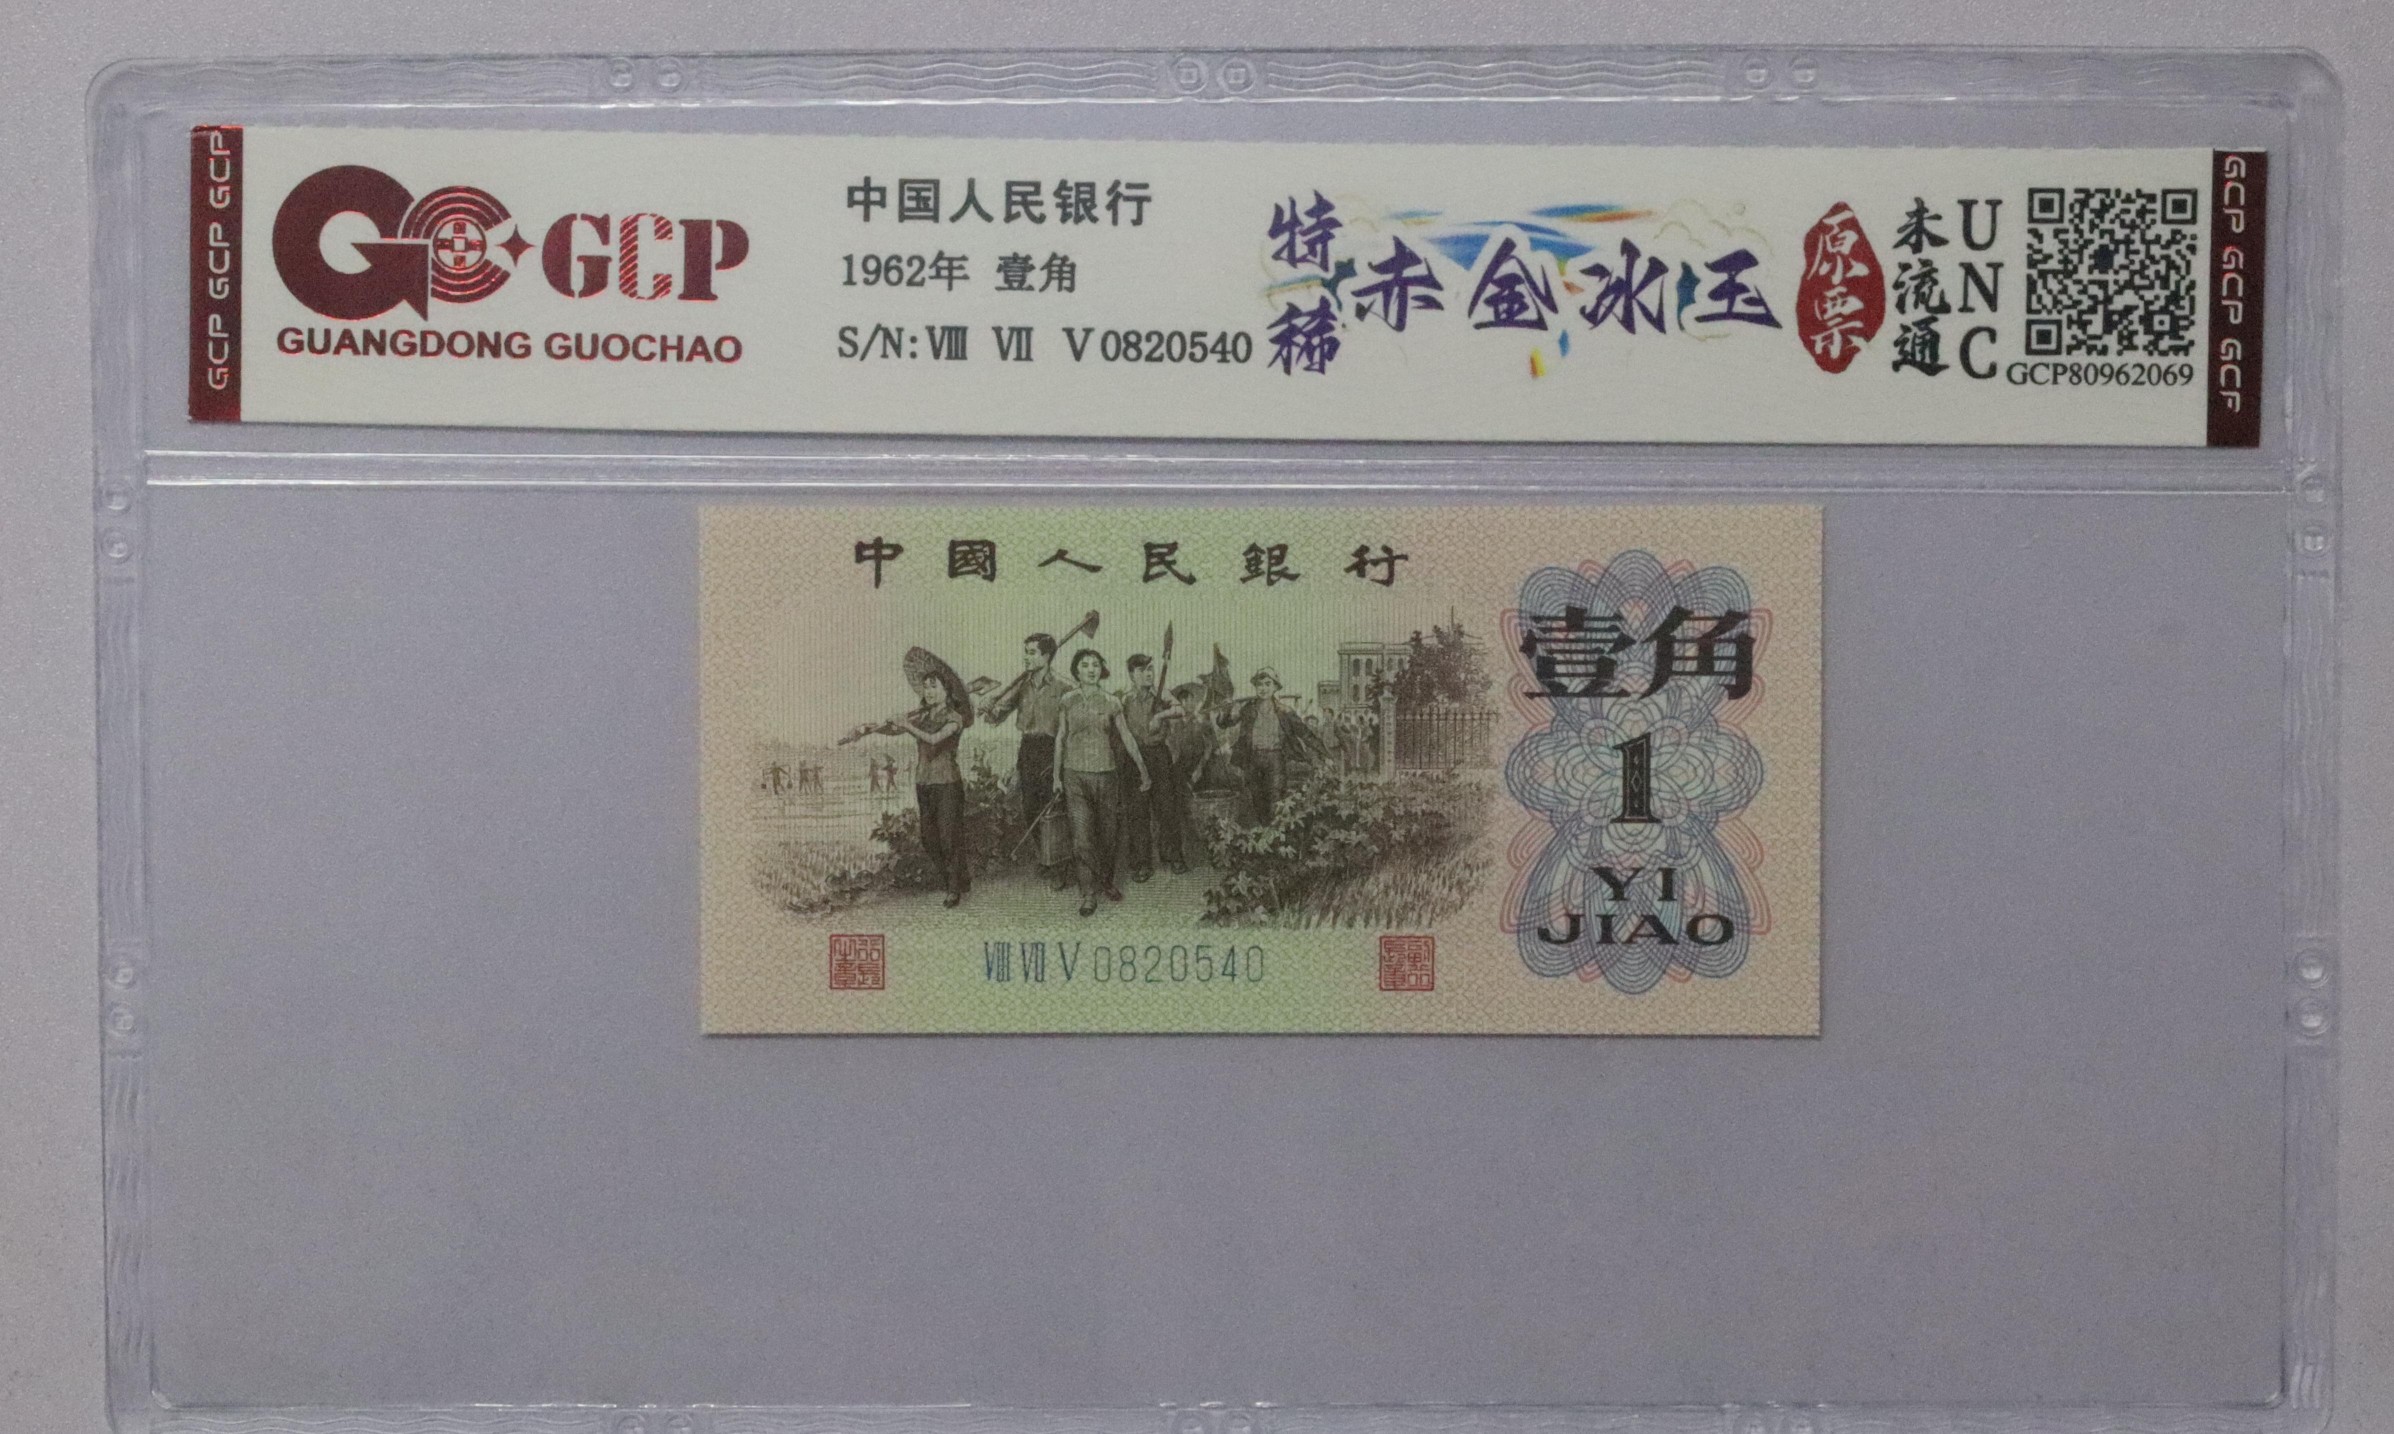 GCP GCP GCP
GCP
GUANGDONG GUOCHAO
中国人民银行
1962年 壹角
S/N: Ⅷ Ⅶ Ⅴ 0820540
特稀
赤金冰玉
原票
未流通
UNC
GCP80962069
GCP GCP GCP
中國人民銀行
壹角
1
YI
JIAO
Ⅷ Ⅶ Ⅴ 0820540